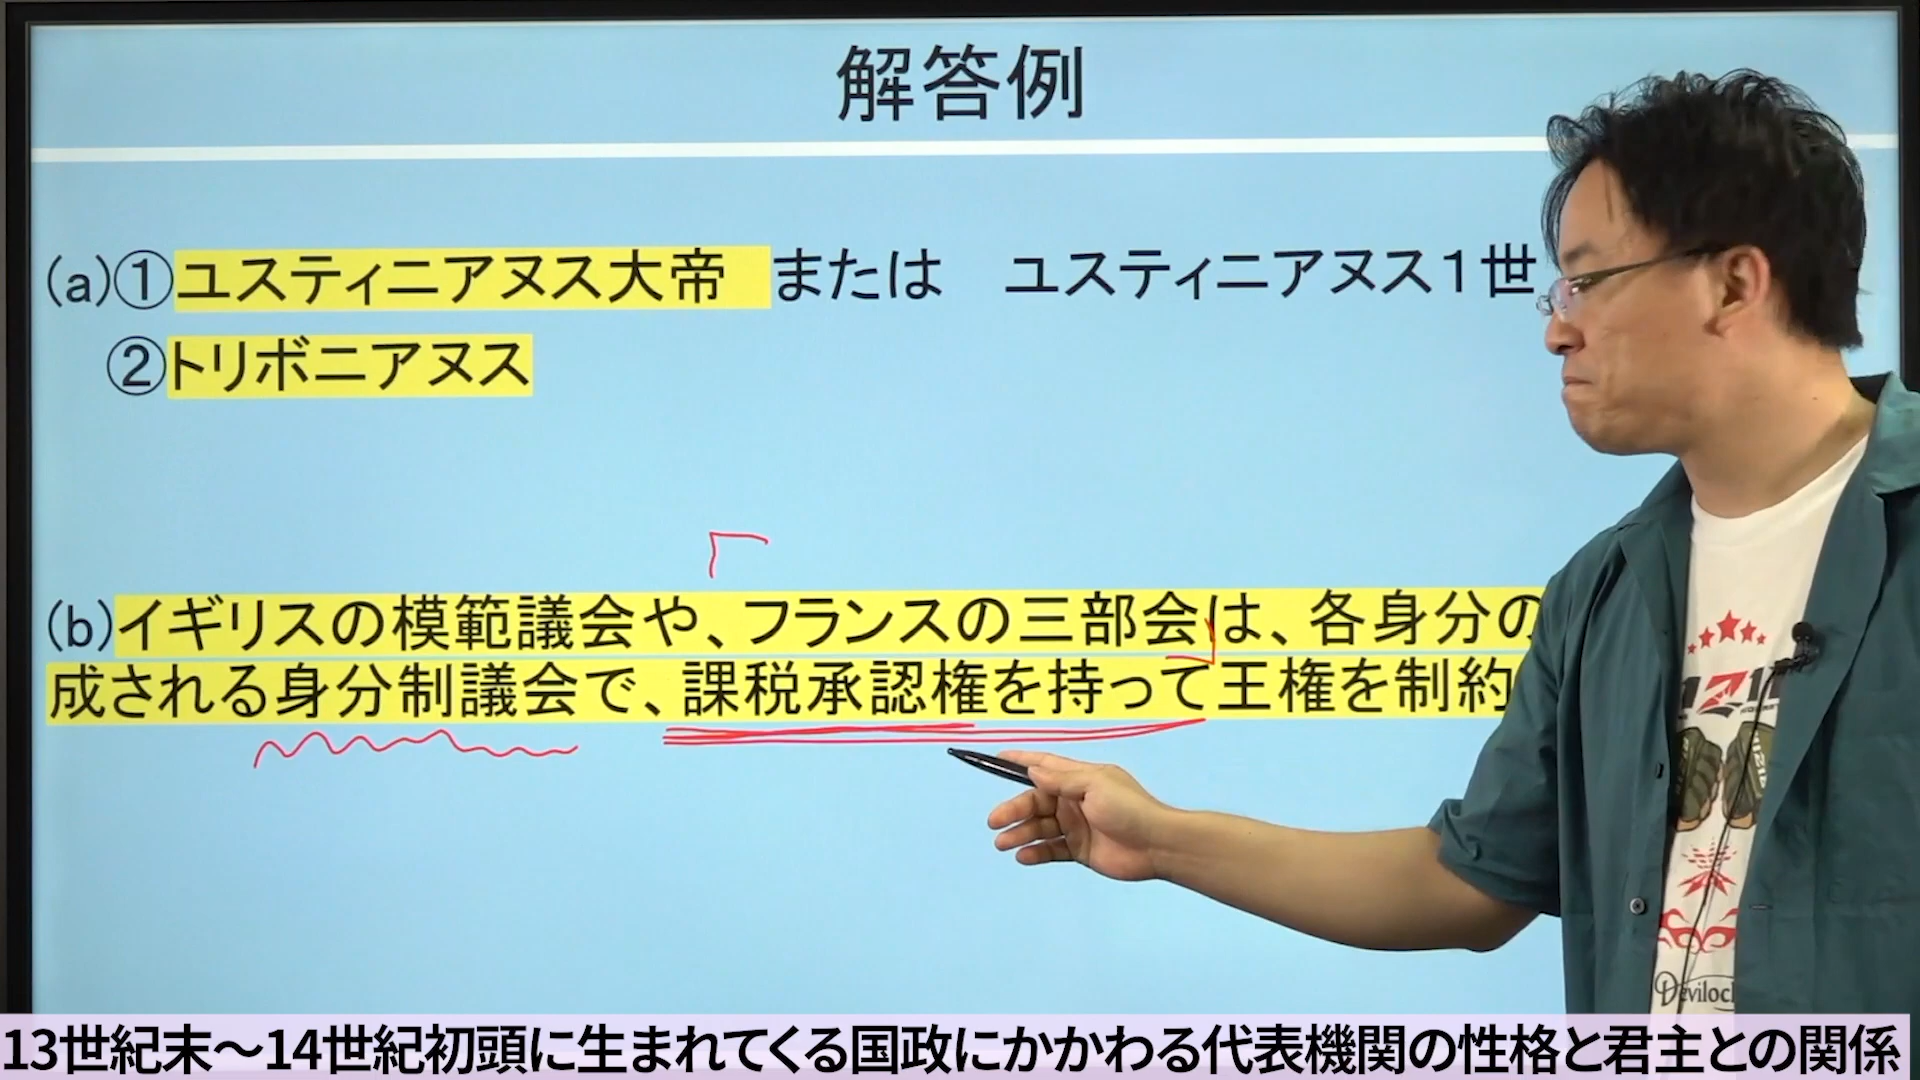 解答例
(a)①ユスティニアヌス大帝 または ユスティニアヌス1世
②トリボニアヌス
(b)イギリスの模範議会や、フランスの三部会は、各身分の
成される身分制議会で、課税承認権を持って王権を制約
Devilock
13世紀末～14世紀初頭に生まれてくる国政にかかわる代表機関の性格と君主との関係